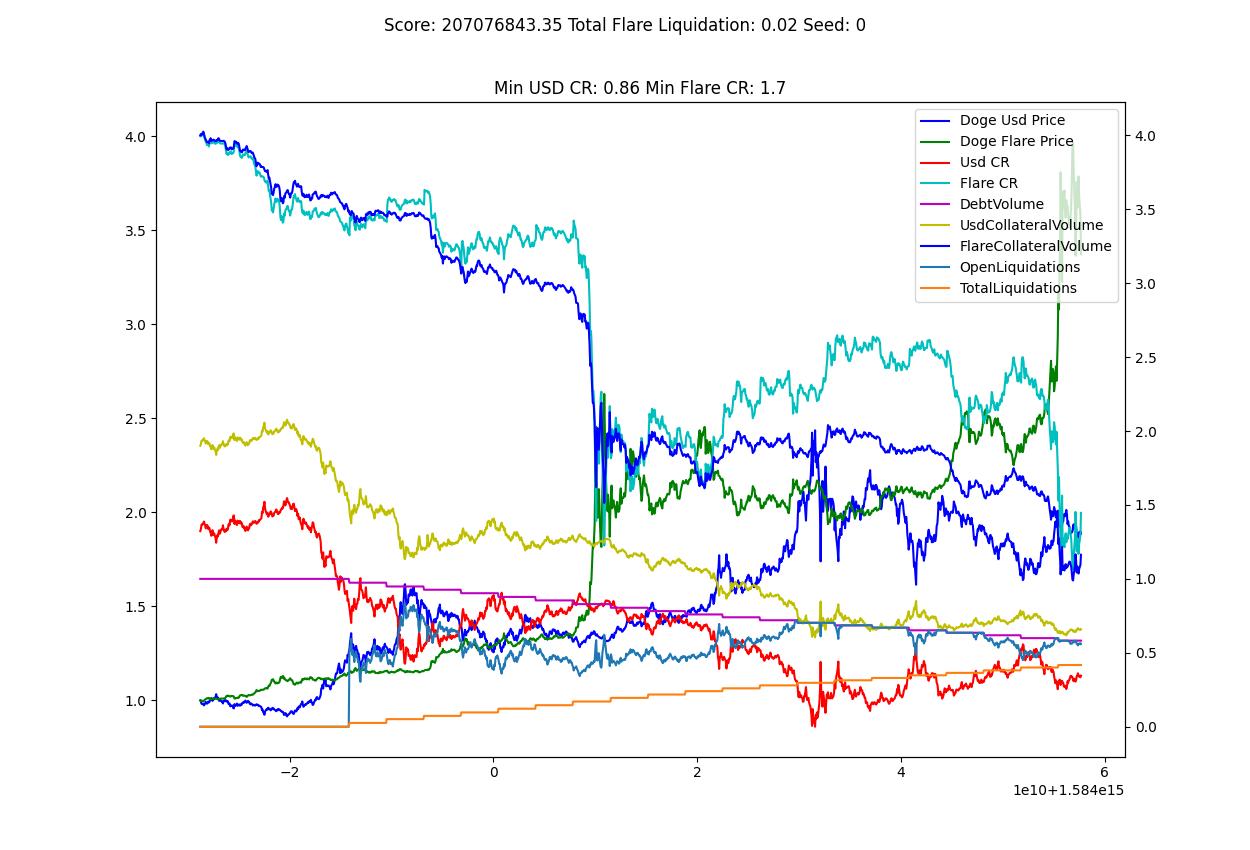 Score: 207076843.35 Total Flare Liquidation: 0.02 Seed: 0
Min USD CR: 0.86 Min Flare CR: 1.7
Doge Usd Price
Doge Flare Price
Usd CR
Flare CR
DebtVolume
UsdCollateralVolume
FlareCollateralVolume
OpenLiquidations
TotalLiquidations
4.0
3.5
3.0
2.5
2.0
1.5
1.0
4.0
3.5
3.0
2.5
2.0
1.5
1.0
0.5
0.0
−2 0 2 4 6
1e10+1.584e15